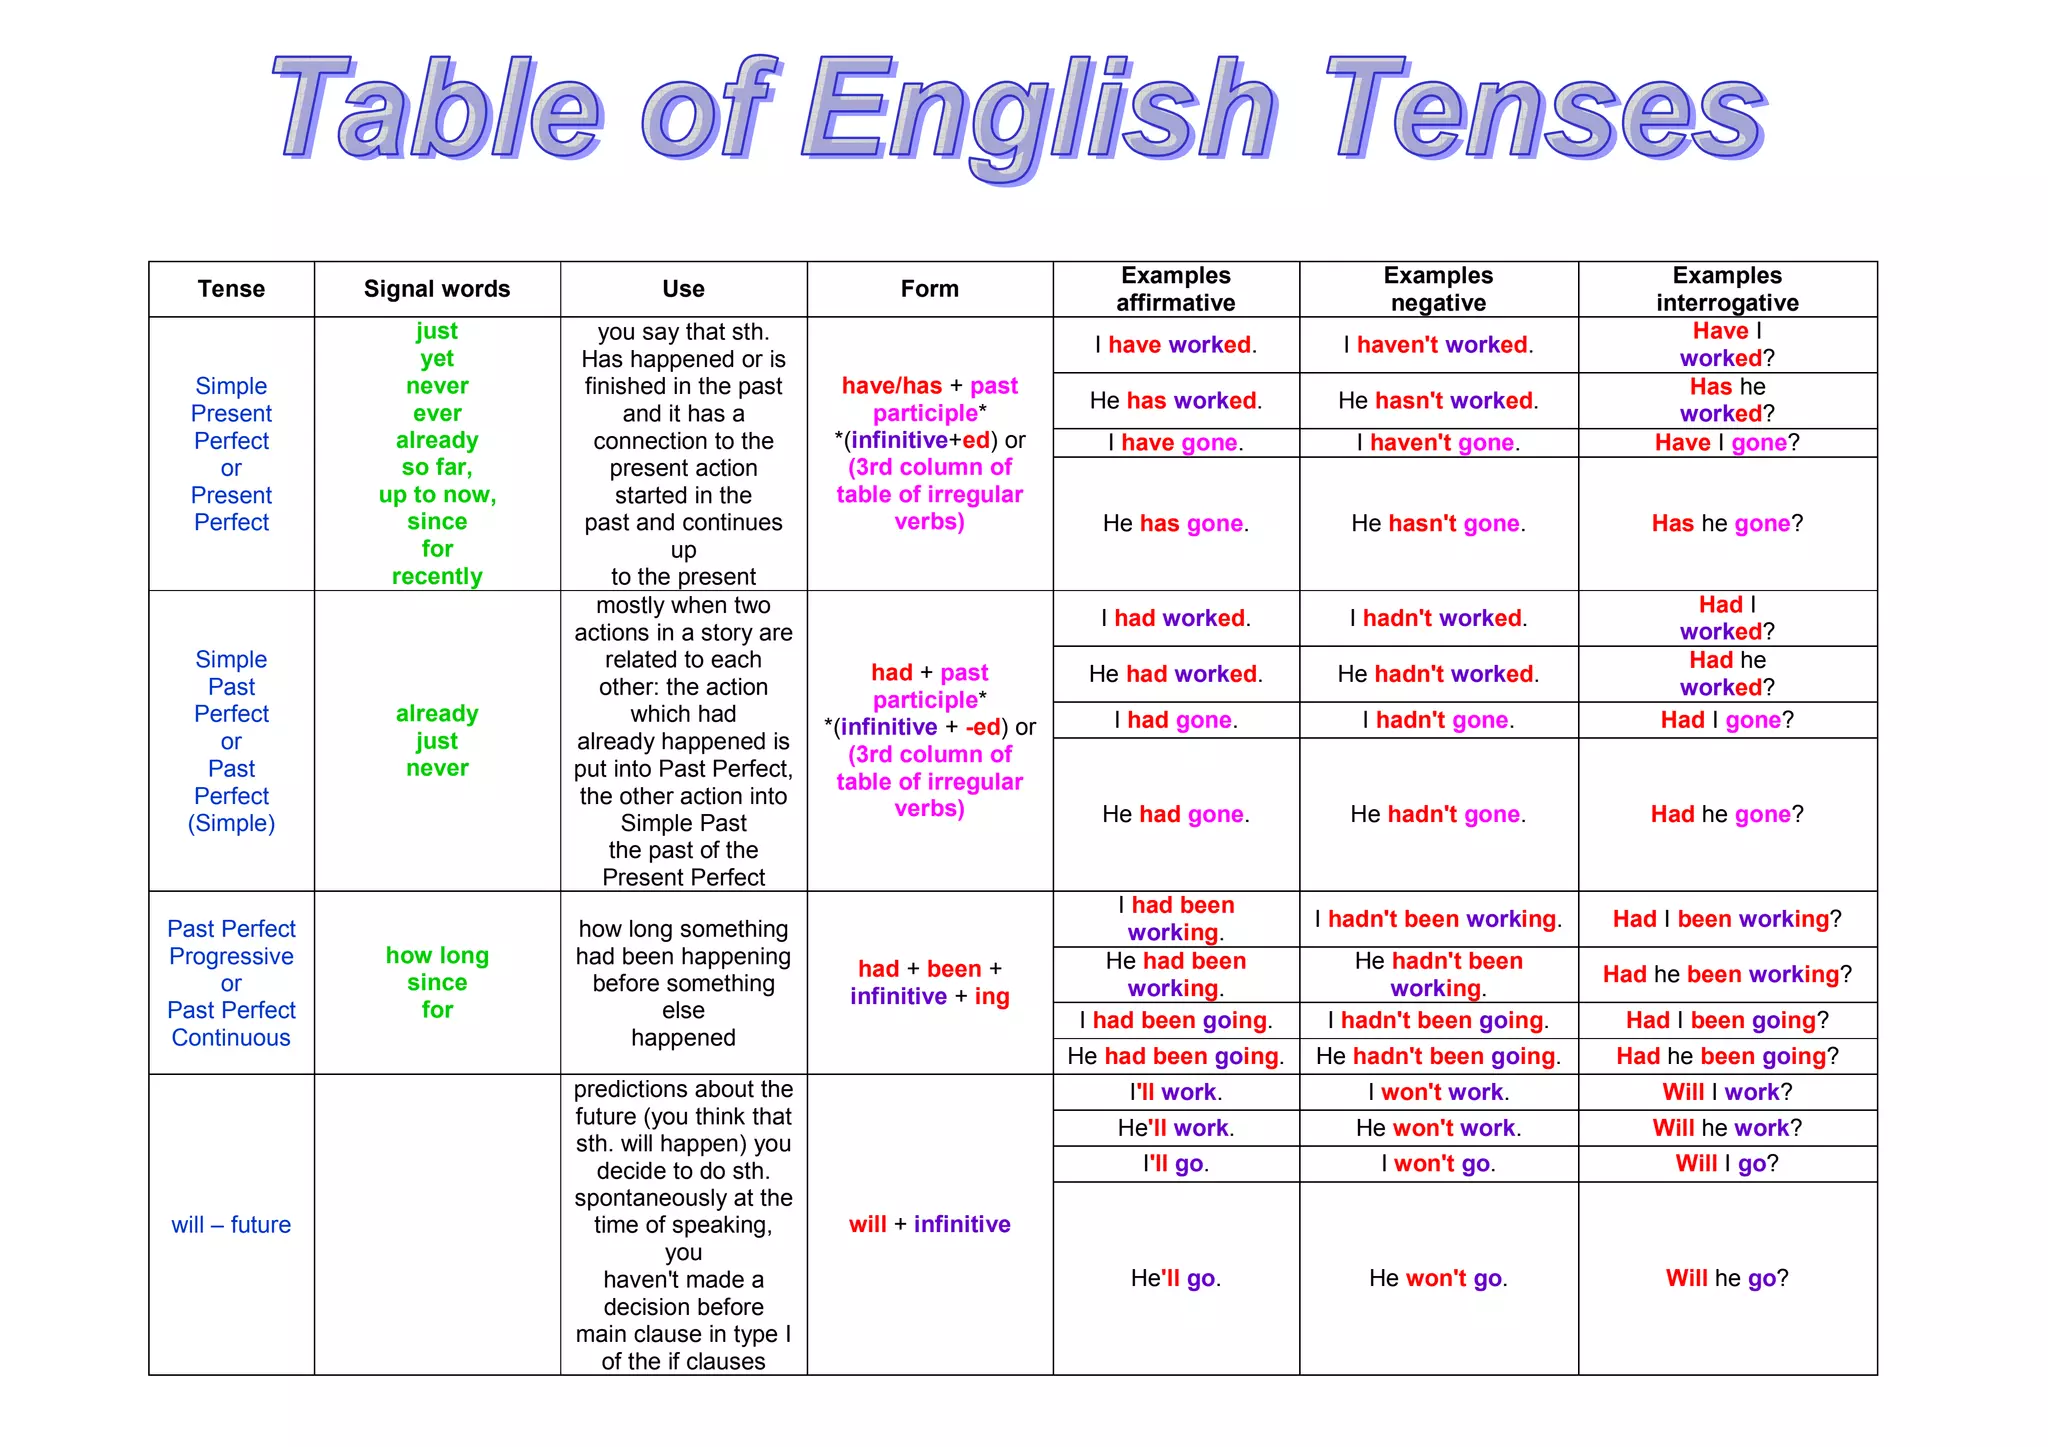 Table of English Tenses
Tense
Signal words
Use
Form
Examples
affirmative
Examples
negative
Examples
interrogative
Simple
Present
Perfect
or
Present
Perfect
just
yet
never
ever
already
so far,
up to now,
since
for
recently
you say that sth.
Has happened or is
finished in the past
and it has a
connection to the
present action
started in the
past and continues
up
to the present
have/has + past
participle*
*(infinitive+ed) or
(3rd column of
table of irregular
verbs)
I have worked.
I haven't worked.
Have I
worked?
He has worked.
He hasn't worked.
Has he
worked?
I have gone.
I haven't gone.
Have I gone?
He has gone.
He hasn't gone.
Has he gone?
Simple
Past
Perfect
or
Past
Perfect
(Simple)
already
just
never
mostly when two
actions in a story are
related to each
other: the action
which had
already happened is
put into Past Perfect,
the other action into
Simple Past
the past of the
Present Perfect
had + past
participle*
*(infinitive + -ed) or
(3rd column of
table of irregular
verbs)
I had worked.
I hadn't worked.
Had I
worked?
He had worked.
He hadn't worked.
Had he
worked?
I had gone.
I hadn't gone.
Had I gone?
He had gone.
He hadn't gone.
Had he gone?
Past Perfect
Progressive
or
Past Perfect
Continuous
how long
since
for
how long something
had been happening
before something
else
happened
had + been +
infinitive + ing
I had been
working.
I hadn't been working.
Had I been working?
He had been
working.
He hadn't been
working.
Had he been working?
I had been going.
I hadn't been going.
Had I been going?
He had been going.
He hadn't been going.
Had he been going?
will – future
predictions about the
future (you think that
sth. will happen) you
decide to do sth.
spontaneously at the
time of speaking,
you
haven't made a
decision before
main clause in type I
of the if clauses
will + infinitive
I'll work.
I won't work.
Will I work?
He'll work.
He won't work.
Will he work?
I'll go.
I won't go.
Will I go?
He'll go.
He won't go.
Will he go?